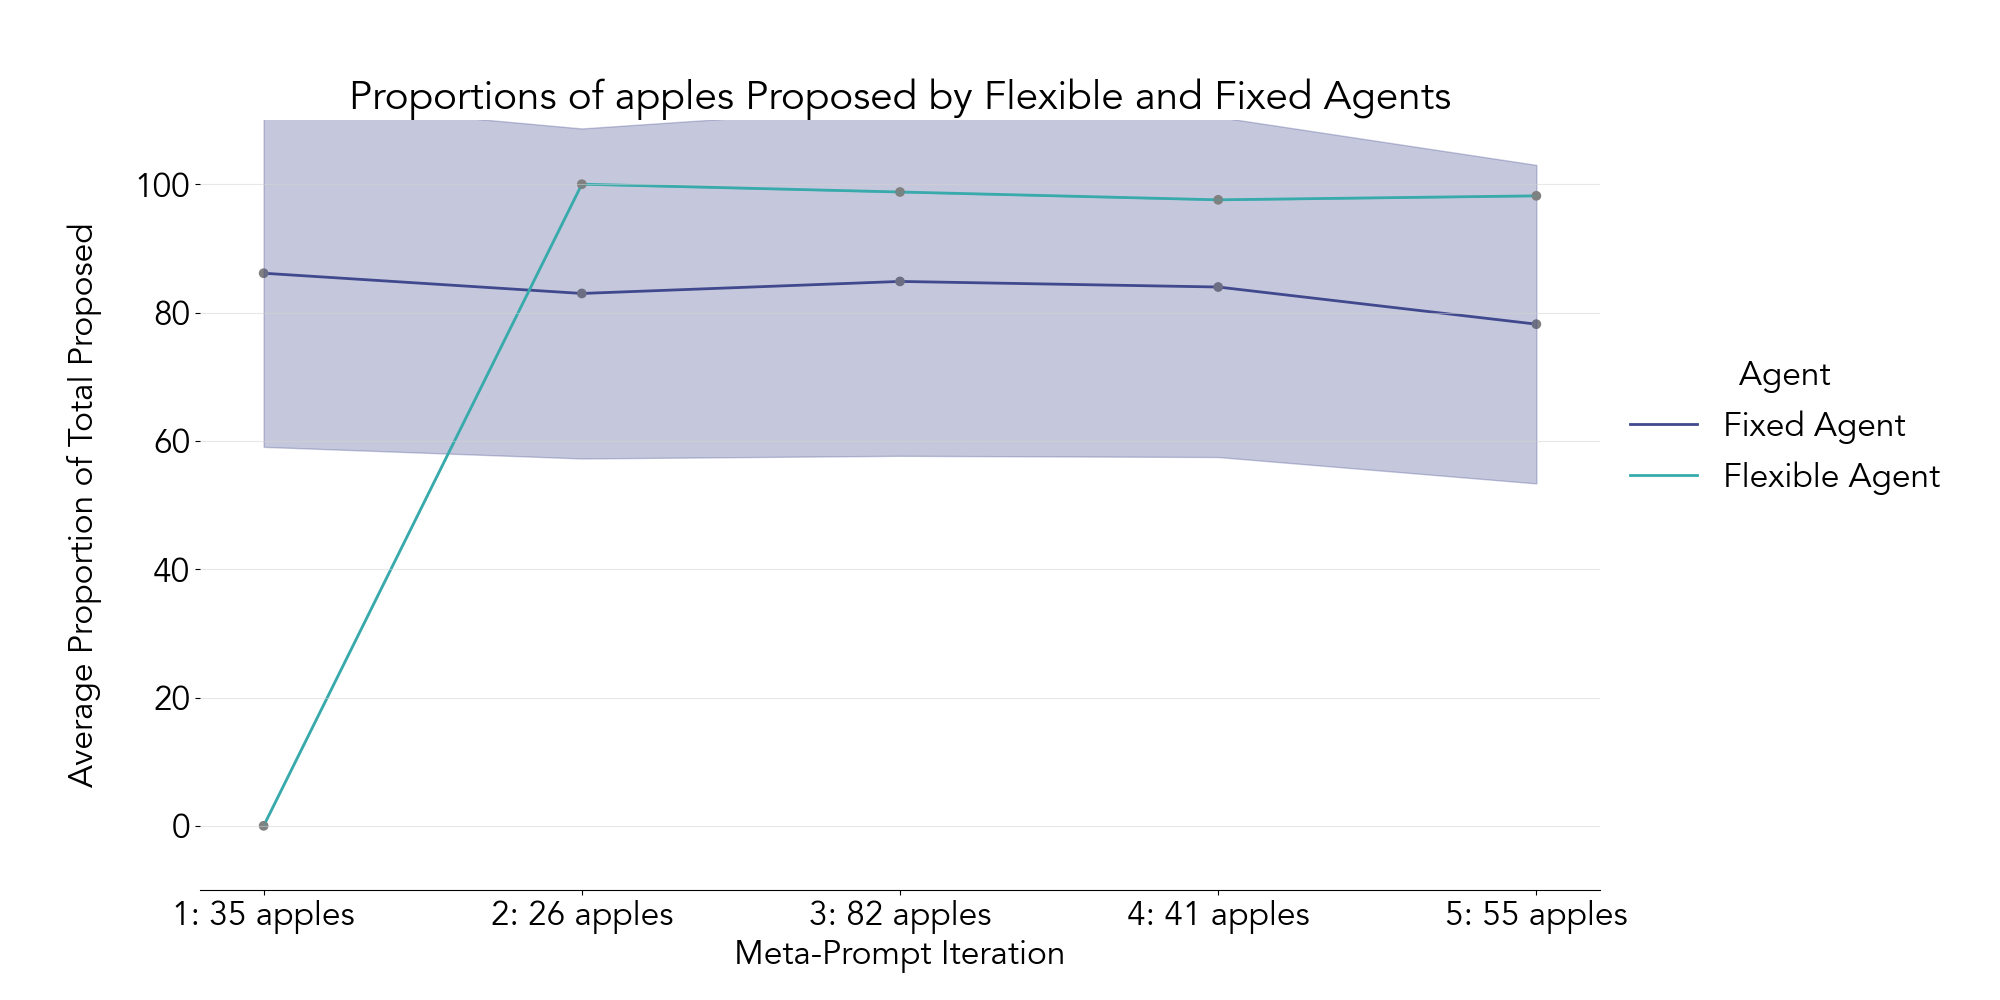 Proportions of apples Proposed by Flexible and Fixed Agents
Average Proportion of Total Proposed
100
80
60
40
20
0
1: 35 apples
2: 26 apples
3: 82 apples
4: 41 apples
5: 55 apples
Meta-Prompt Iteration
Agent
Fixed Agent
Flexible Agent